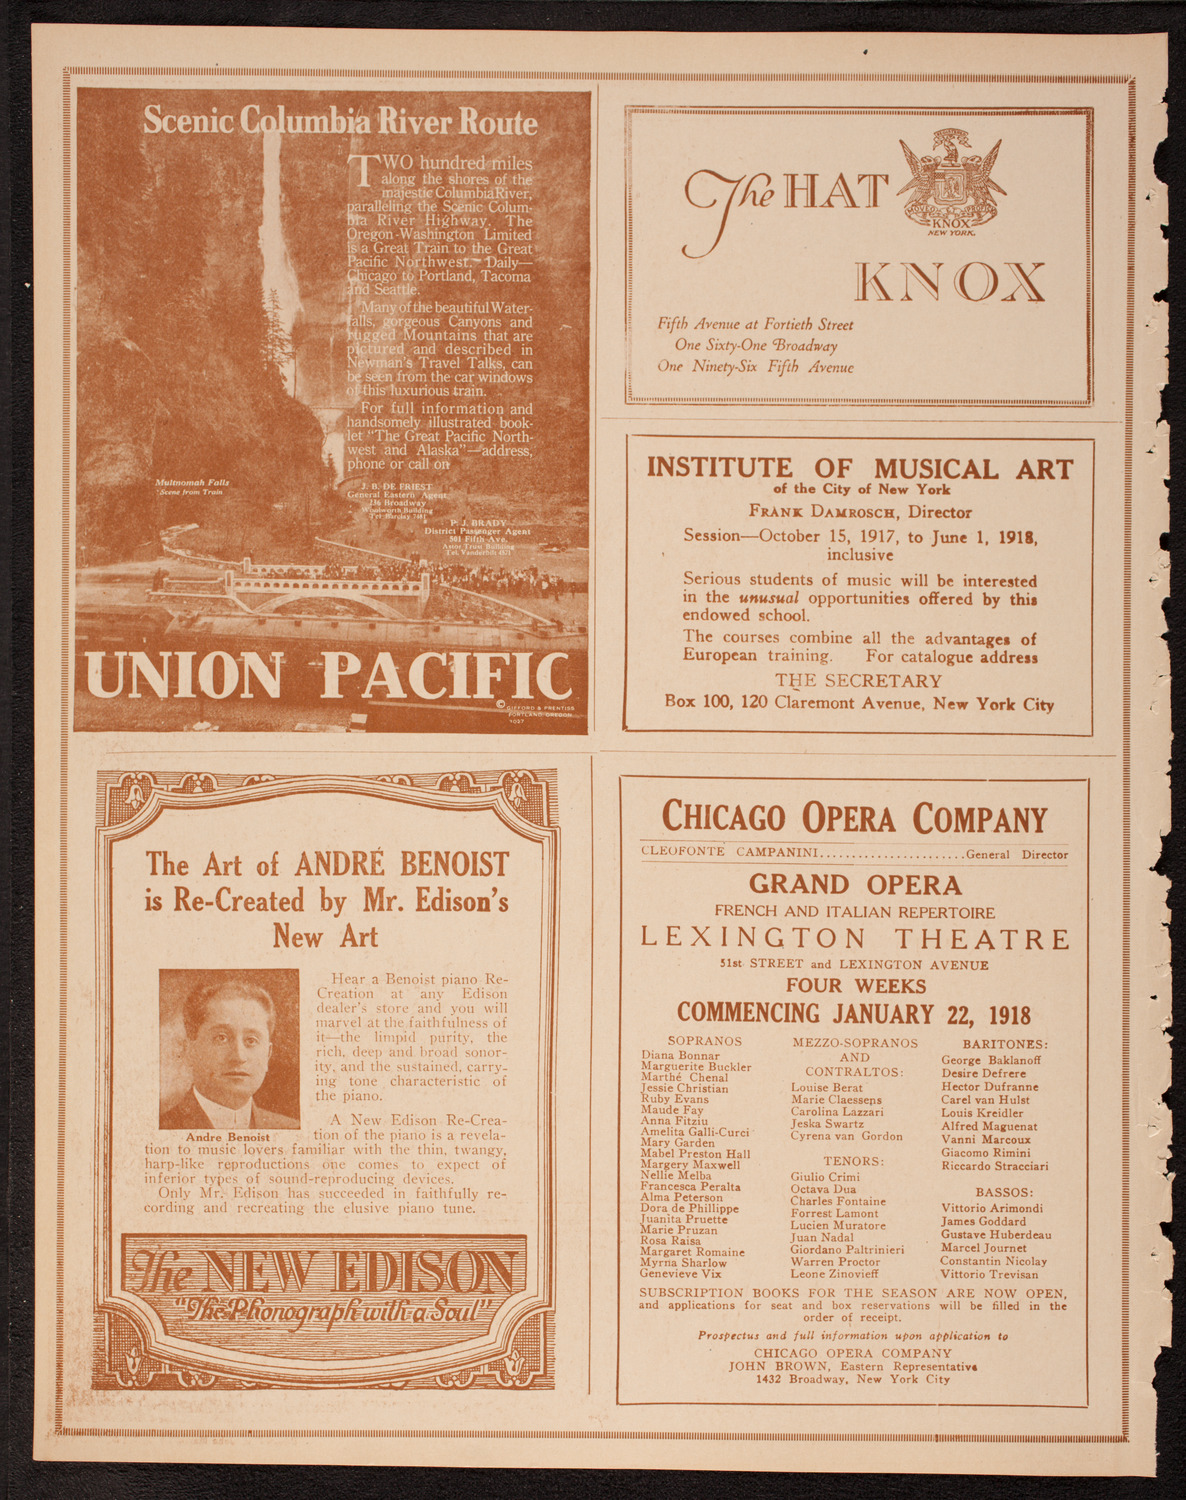 Scenic Columbia River Route
TWO hundred miles
along the shores of the
majestic Columbia River,
paralleling the Scenic Colum-
bia River Highway. The
Oregon-Washington Limited
is a Great Train to the Great
Pacific Northwest. Daily—
Chicago to Portland, Tacoma
and Seattle.
Many of the beautiful Water-
falls, gorgeous Canyons and
Rugged Mountains that are
pictured and described in
Newman's Travel Talks, can
be seen from the car windows
of this luxurious train.
For full information and
handsomely illustrated book-
let "The Great Pacific North-
west and Alaska"—address,
phone or call on
J. B. DE FRIEST
General Eastern Agent
736 Broadway
Woolworth Building
Tel. Barclay
P. J. BRADY
District Passenger Agent
501 Fifth Ave.
Astor Trust Building
Tel. Vanderbilt
Multnomah Falls
Scene from Train
UNION PACIFIC
© GIFFORD & PRENTISS
PORTLAND, OREGON
The HAT
KNOX
NEW YORK.
KNOX
Fifth Avenue at Fortieth Street
One Sixty-One Broadway
One Ninety-Six Fifth Avenue
INSTITUTE OF MUSICAL ART
of the City of New York
FRANK DAMROSCH, Director
Session—October 15, 1917, to June 1, 1918,
inclusive
Serious students of music will be interested
in the unusual opportunities offered by this
endowed school.
The courses combine all the advantages of
European training. For catalogue address
THE SECRETARY
Box 100, 120 Claremont Avenue, New York City
The Art of ANDRÉ BENOIST
is Re-Created by Mr. Edison's
New Art
Hear a Benoist piano Re-
Creation at any Edison
dealer's store and you will
marvel at the faithfulness of
it—the limpid purity, the
rich, deep and broad sonor-
ity, and the sustained, carry-
ing tone characteristic of
the piano.
Andre Benoist
A New Edison Re-Crea-
tion of the piano is a revela-
tion to music lovers familiar with the thin, twangy,
harp-like reproductions one comes to expect of
inferior types of sound-reproducing devices.
Only Mr. Edison has succeeded in faithfully re-
cording and recreating the elusive piano tune.
The NEW EDISON
"The Phonograph with a Soul"
CHICAGO OPERA COMPANY
CLEOFONTE CAMPANINI.......................General Director
GRAND OPERA
FRENCH AND ITALIAN REPERTOIRE
LEXINGTON THEATRE
51st STREET and LEXINGTON AVENUE
FOUR WEEKS
COMMENCING JANUARY 22, 1918
SOPRANOS
Diana Bonnar
Marguerite Buckler
Marthé Chenal
Jessie Christian
Ruby Evans
Maude Fay
Anna Fitziu
Amelita Galli-Curci
Mary Garden
Mabel Preston Hall
Margery Maxwell
Nellie Melba
Francesca Peralta
Alma Peterson
Dora de Phillippe
Juanita Pruette
Marie Pruzan
Rosa Raisa
Margaret Romaine
Myrna Sharlow
Genevieve Vix
MEZZO-SOPRANOS
AND
CONTRALTOS:
Louise Berat
Marie Claessens
Carolina Lazzari
Jeska Swartz
Cyrena van Gordon
TENORS:
Giulio Crimi
Octava Dua
Charles Fontaine
Forrest Lamont
Lucien Muratore
Juan Nadal
Giordano Paltrinieri
Warren Proctor
Leone Zinovieff
BARITONES:
George Baklanoff
Desire Defrere
Hector Dufranne
Carel van Hulst
Louis Kreidler
Alfred Maguenat
Vanni Marcoux
Giacomo Rimini
Riccardo Stracciari
BASSOS:
Vittorio Arimondi
James Goddard
Gustave Huberdeau
Marcel Journet
Constantin Nicolay
Vittorio Trevisan
SUBSCRIPTION BOOKS FOR THE SEASON ARE NOW OPEN,
and applications for seat and box reservations will be filled in the
order of receipt.
Prospectus and full information upon application to
CHICAGO OPERA COMPANY
JOHN BROWN, Eastern Representative
1432 Broadway, New York City